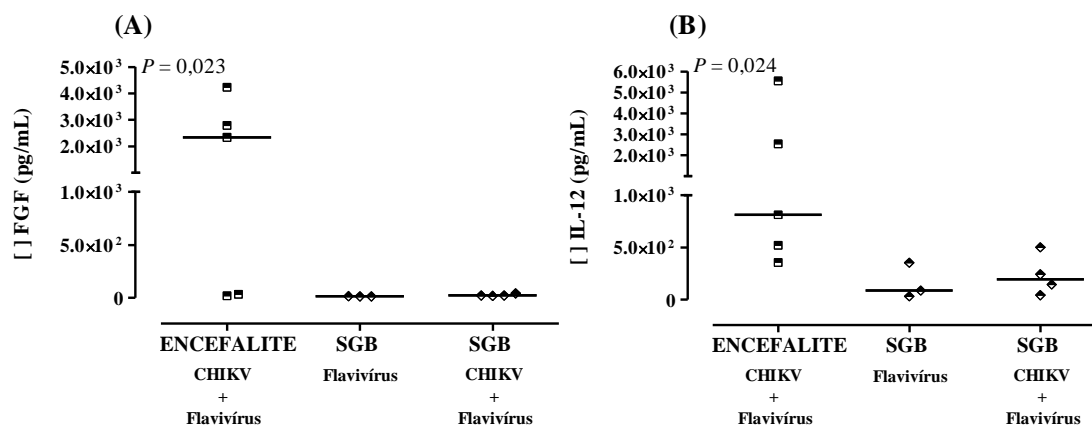 (A)
P = 0,023
5.0×10³
4.0×10³
3.0×10³
2.0×10³
1.0×10³
5.0×10²
0
[ ] FGF (pg/mL)
ENCEFALITE SGB SGB
CHIKV Flavivírus CHIKV
+ +
Flavivírus Flavivírus
(B)
P = 0,024
6.0×10³
5.0×10³
4.0×10³
3.0×10³
2.0×10³
1.0×10³
5.0×10²
0
[ ] IL-12 (pg/mL)
ENCEFALITE SGB SGB
CHIKV Flavivírus CHIKV
+ +
Flavivírus Flavivírus